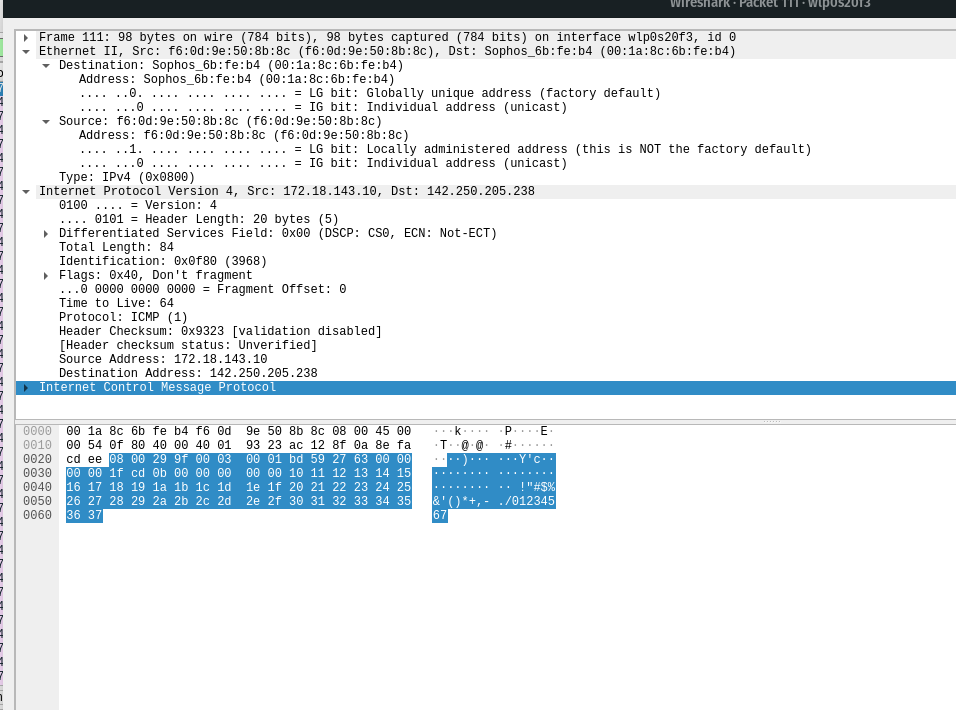 Wireshark · Packet 111 · wlp0s20f3
Frame 111: 98 bytes on wire (784 bits), 98 bytes captured (784 bits) on interface wlp0s20f3, id 0
Ethernet II, Src: f6:0d:9e:50:8b:8c (f6:0d:9e:50:8b:8c), Dst: Sophos_6b:fe:b4 (00:1a:8c:6b:fe:b4)
Destination: Sophos_6b:fe:b4 (00:1a:8c:6b:fe:b4)
Address: Sophos_6b:fe:b4 (00:1a:8c:6b:fe:b4)
.... ..0. .... .... .... .... = LG bit: Globally unique address (factory default)
.... ...0 .... .... .... .... = IG bit: Individual address (unicast)
Source: f6:0d:9e:50:8b:8c (f6:0d:9e:50:8b:8c)
Address: f6:0d:9e:50:8b:8c (f6:0d:9e:50:8b:8c)
.... ..1. .... .... .... .... = LG bit: Locally administered address (this is NOT the factory default)
.... ...0 .... .... .... .... = IG bit: Individual address (unicast)
Type: IPv4 (0x0800)
Internet Protocol Version 4, Src: 172.18.143.10, Dst: 142.250.205.238
0100 .... = Version: 4
.... 0101 = Header Length: 20 bytes (5)
Differentiated Services Field: 0x00 (DSCP: CS0, ECN: Not-ECT)
Total Length: 84
Identification: 0x0f80 (3968)
Flags: 0x40, Don't fragment
...0 0000 0000 0000 = Fragment Offset: 0
Time to Live: 64
Protocol: ICMP (1)
Header Checksum: 0x9323 [validation disabled]
[Header checksum status: Unverified]
Source Address: 172.18.143.10
Destination Address: 142.250.205.238
Internet Control Message Protocol
0000 00 1a 8c 6b fe b4 f6 0d 9e 50 8b 8c 08 00 45 00 ···k···· ·P····E·
0010 00 54 0f 80 40 00 40 01 93 23 ac 12 8f 0a 8e fa ·T··@·@· ·#······
0020 cd ee 08 00 29 9f 00 03 00 01 bd 59 27 63 00 00 ····)··· ···Y'c··
0030 00 00 1f cd 0b 00 00 00 00 00 10 11 12 13 14 15 ········ ········
0040 16 17 18 19 1a 1b 1c 1d 1e 1f 20 21 22 23 24 25 ········ ·· !"#$%
0050 26 27 28 29 2a 2b 2c 2d 2e 2f 30 31 32 33 34 35 &'()*+,- ./012345
0060 36 37 67